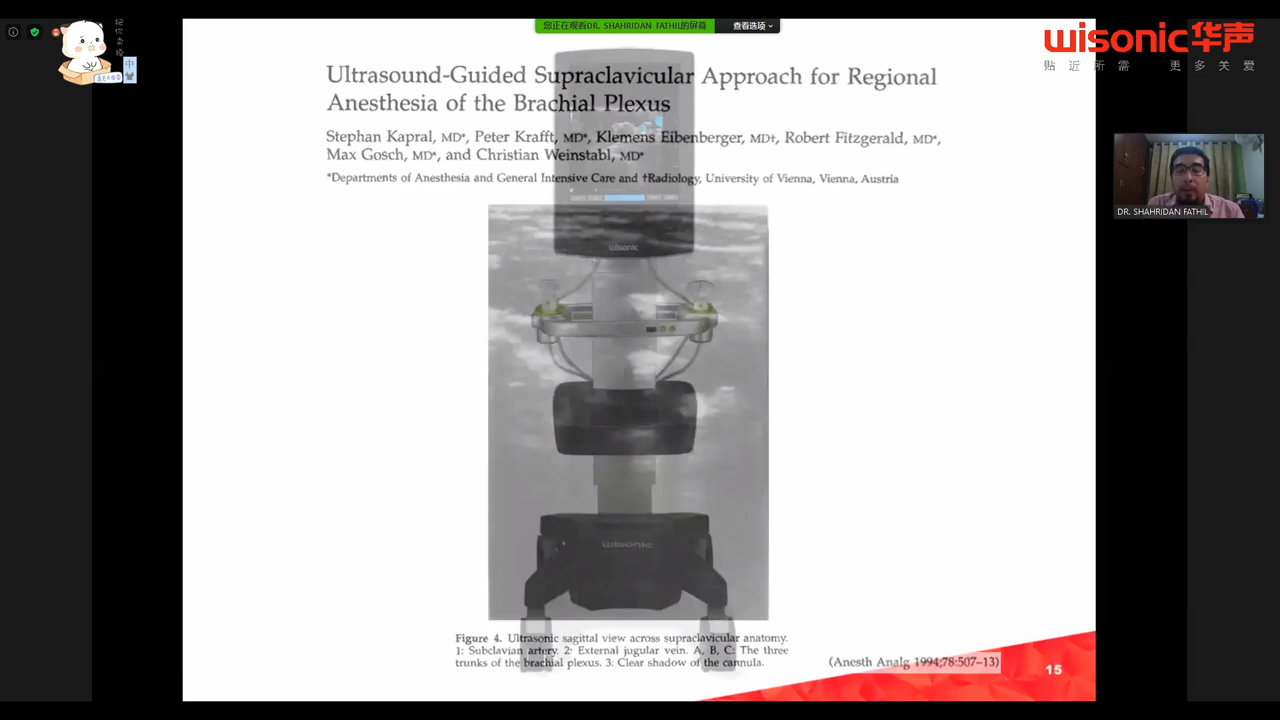 您正在观看DR. SHAHRIDAN FATHIL的屏幕
查看选项
wisonic华声
贴近所需 更多关爱
中
Ultrasound-Guided Supraclavicular Approach for Regional
Anesthesia of the Brachial Plexus
Stephan Kapral, MD*, Peter Krafft, MD*, Klemens Eibenberger, MD†, Robert Fitzgerald, MD*,
Max Gosch, MD*, and Christian Weinstabl, MD*
*Departments of Anesthesia and General Intensive Care and †Radiology, University of Vienna, Vienna, Austria
DR. SHAHRIDAN FATHIL
wisonic
wisonic
Figure 4. Ultrasonic sagittal view across supraclavicular anatomy.
1: Subclavian artery. 2: External jugular vein. A, B, C: The three
trunks of the brachial plexus. 3: Clear shadow of the cannula.
(Anesth Analg 1994;78:507–13)
15